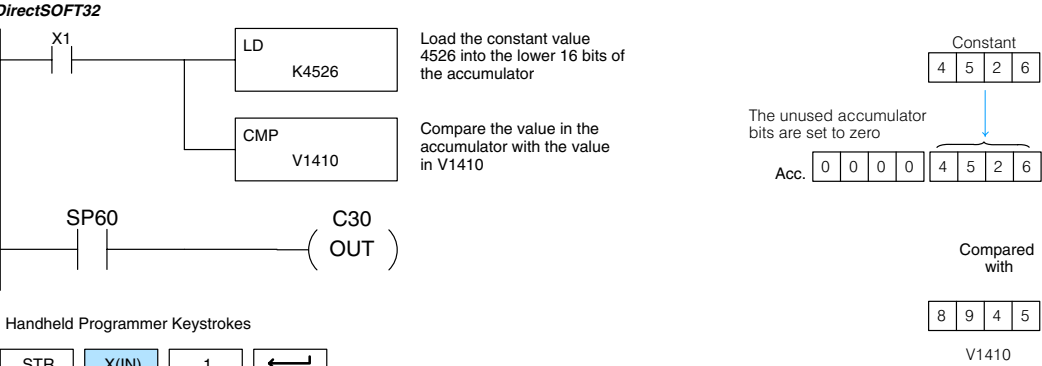 DirectSOFT32
X1
LD
K4526
Load the constant value
4526 into the lower 16 bits of
the accumulator
CMP
V1410
Compare the value in the
accumulator with the value
in V1410
SP60
C30
OUT
Constant
4 5 2 6
The unused accumulator
bits are set to zero
Acc. 0 0 0 0 4 5 2 6
Compared
with
8 9 4 5
V1410
Handheld Programmer Keystrokes
STR X(IN) 1